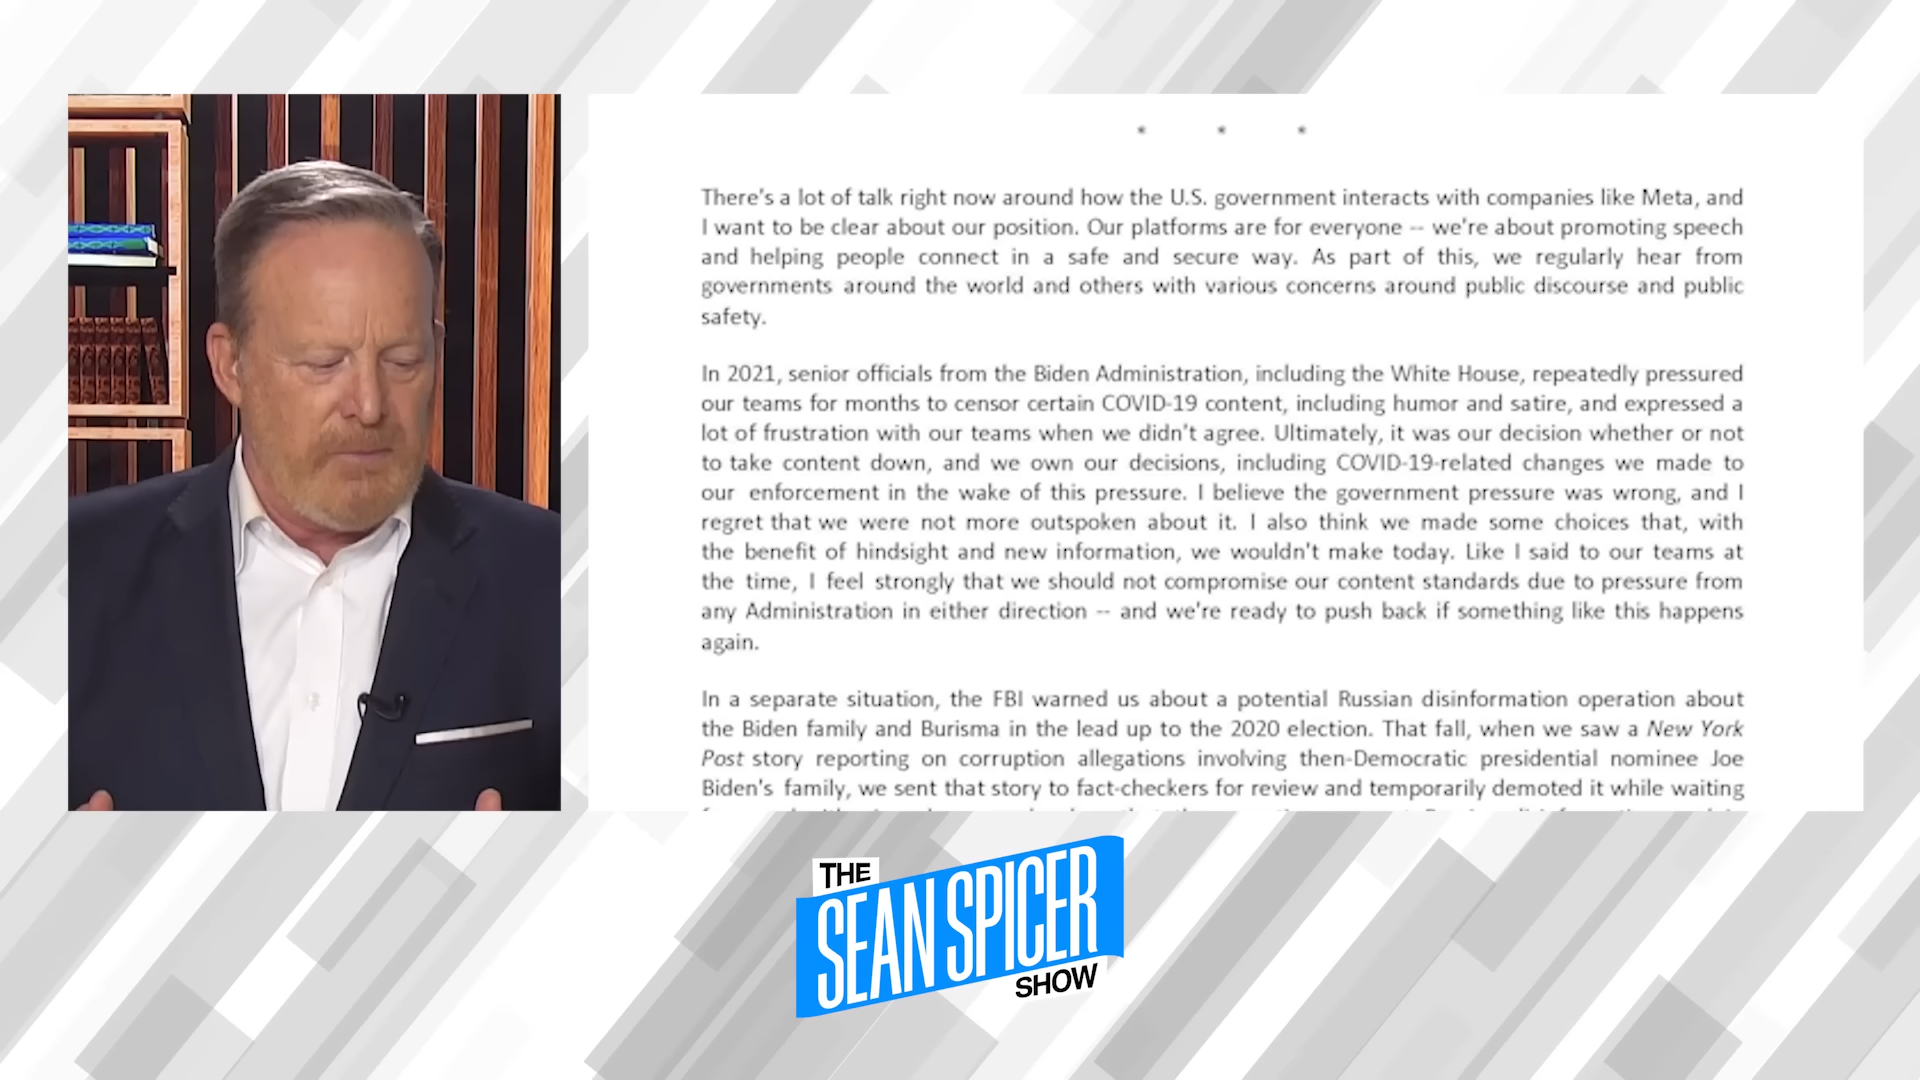 * * *
There's a lot of talk right now around how the U.S. government interacts with companies like Meta, and
I want to be clear about our position. Our platforms are for everyone -- we're about promoting speech
and helping people connect in a safe and secure way. As part of this, we regularly hear from
governments around the world and others with various concerns around public discourse and public
safety.
In 2021, senior officials from the Biden Administration, including the White House, repeatedly pressured
our teams for months to censor certain COVID-19 content, including humor and satire, and expressed a
lot of frustration with our teams when we didn't agree. Ultimately, it was our decision whether or not
to take content down, and we own our decisions, including COVID-19-related changes we made to
our enforcement in the wake of this pressure. I believe the government pressure was wrong, and I
regret that we were not more outspoken about it. I also think we made some choices that, with
the benefit of hindsight and new information, we wouldn't make today. Like I said to our teams at
the time, I feel strongly that we should not compromise our content standards due to pressure from
any Administration in either direction -- and we're ready to push back if something like this happens
again.
In a separate situation, the FBI warned us about a potential Russian disinformation operation about
the Biden family and Burisma in the lead up to the 2020 election. That fall, when we saw a New York
Post story reporting on corruption allegations involving then-Democratic presidential nominee Joe
Biden's family, we sent that story to fact-checkers for review and temporarily demoted it while waiting
THE
SEAN SPICER
SHOW